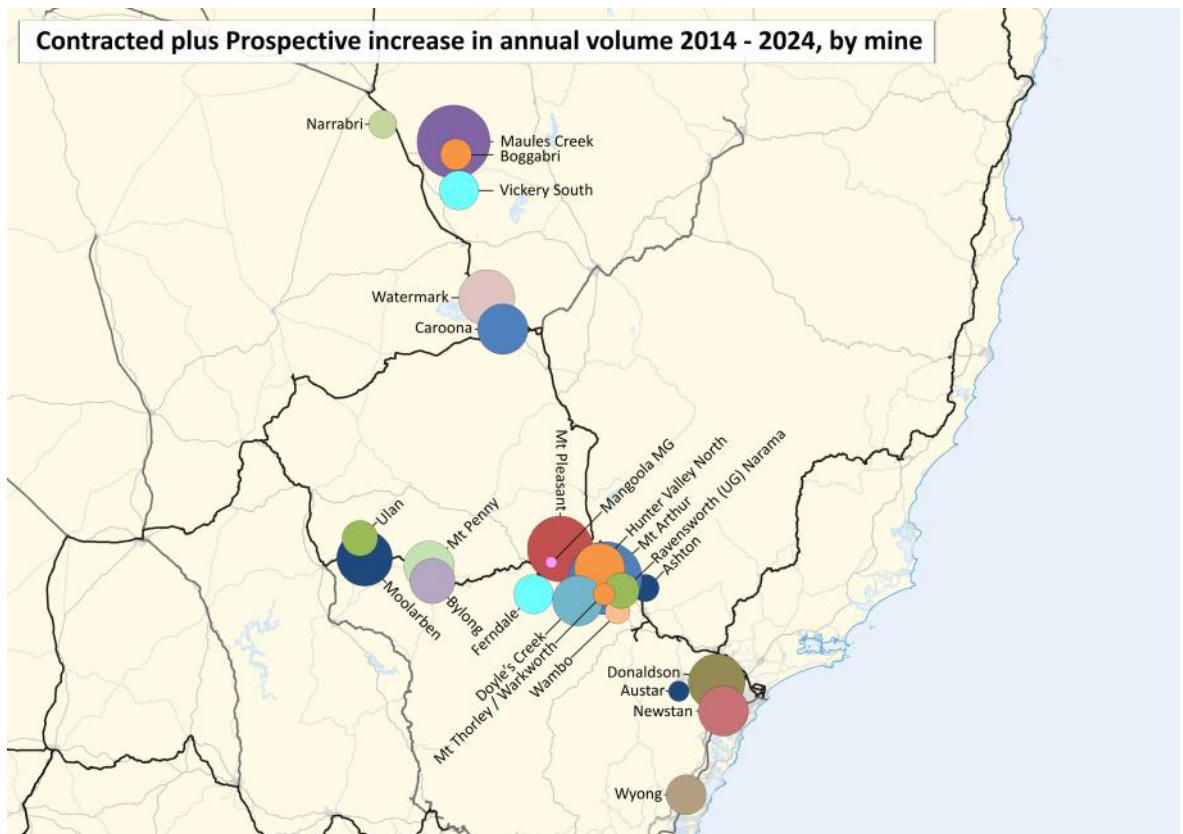 Contracted plus Prospective increase in annual volume 2014 - 2024, by mine
Narrabri
Maules Creek
Boggabri
Vickery South
Watermark
Caroona
Mt Pleasant
Mangoola MG
Hunter Valley North
Mt Arthur
Ravensworth (UG) Narama
Ashton
Ulan
Mt Penny
Moolarben
Bylong
Ferndale
Doyle's Creek
Mt Thorley / Warkworth
Wambo
Donaldson
Austar
Newstan
Wyong